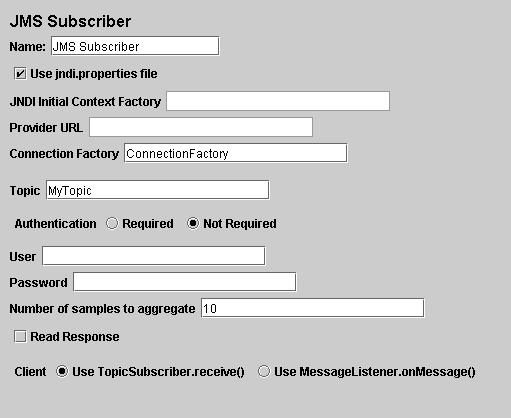 JMS Subscriber
Name: JMS Subscriber
Use jndi.properties file
JNDI Initial Context Factory
Provider URL
Connection Factory ConnectionFactory
Topic MyTopic
Authentication Required Not Required
User
Password
Number of samples to aggregate 10
Read Response
Client Use TopicSubscriber.receive() Use MessageListener.onMessage()